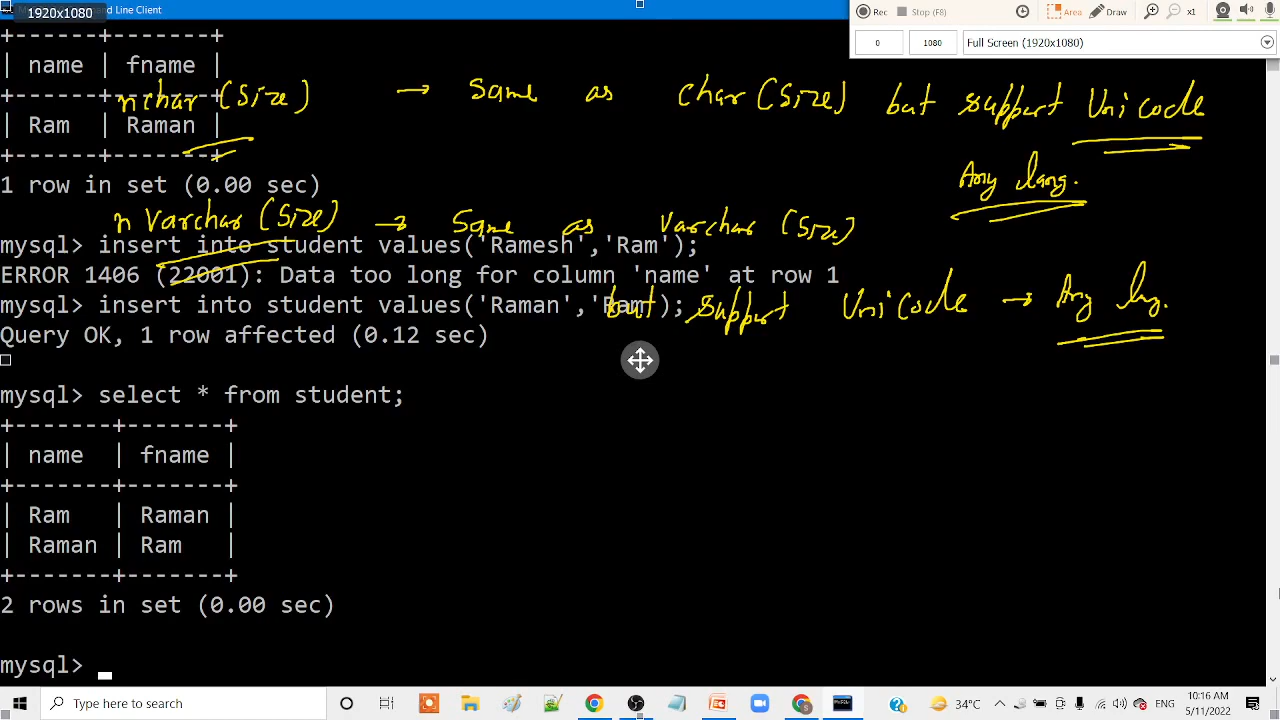 1920x1080
and Line Client
Rec Stop (F8) Area Draw x1
0 1080 Full Screen (1920x1080)
+-------+-------+
| name | fname |
+-------+-------+
nchar (Size) → Same as char (Size) but support Unicode
| Ram | Raman |
+-------+-------+
Any lang.
1 row in set (0.00 sec)
n Varchar (Size) → Same as Varchar (Size)
mysql> insert into student values('Ramesh','Ram');
ERROR 1406 (22001): Data too long for column 'name' at row 1
but support Unicode → Any lng.
mysql> insert into student values('Raman','Ram');
Query OK, 1 row affected (0.12 sec)
mysql> select * from student;
+-------+-------+
| name | fname |
+-------+-------+
| Ram | Raman |
| Raman | Ram |
+-------+-------+
2 rows in set (0.00 sec)
mysql>
Type here to search
34°C ENG
10:16 AM
5/11/2022